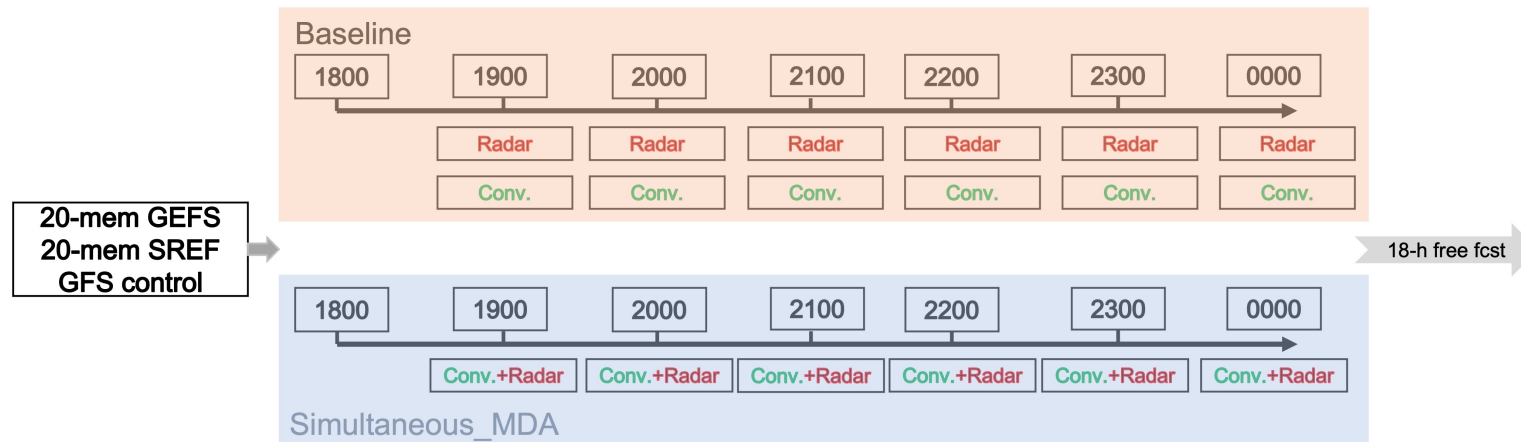 Baseline
1800 1900 2000 2100 2200 2300 0000
Radar Radar Radar Radar Radar Radar
Conv. Conv. Conv. Conv. Conv. Conv.
20-mem GEFS
20-mem SREF
GFS control
18-h free fcst
1800 1900 2000 2100 2200 2300 0000
Conv.+Radar Conv.+Radar Conv.+Radar Conv.+Radar Conv.+Radar Conv.+Radar
Simultaneous_MDA